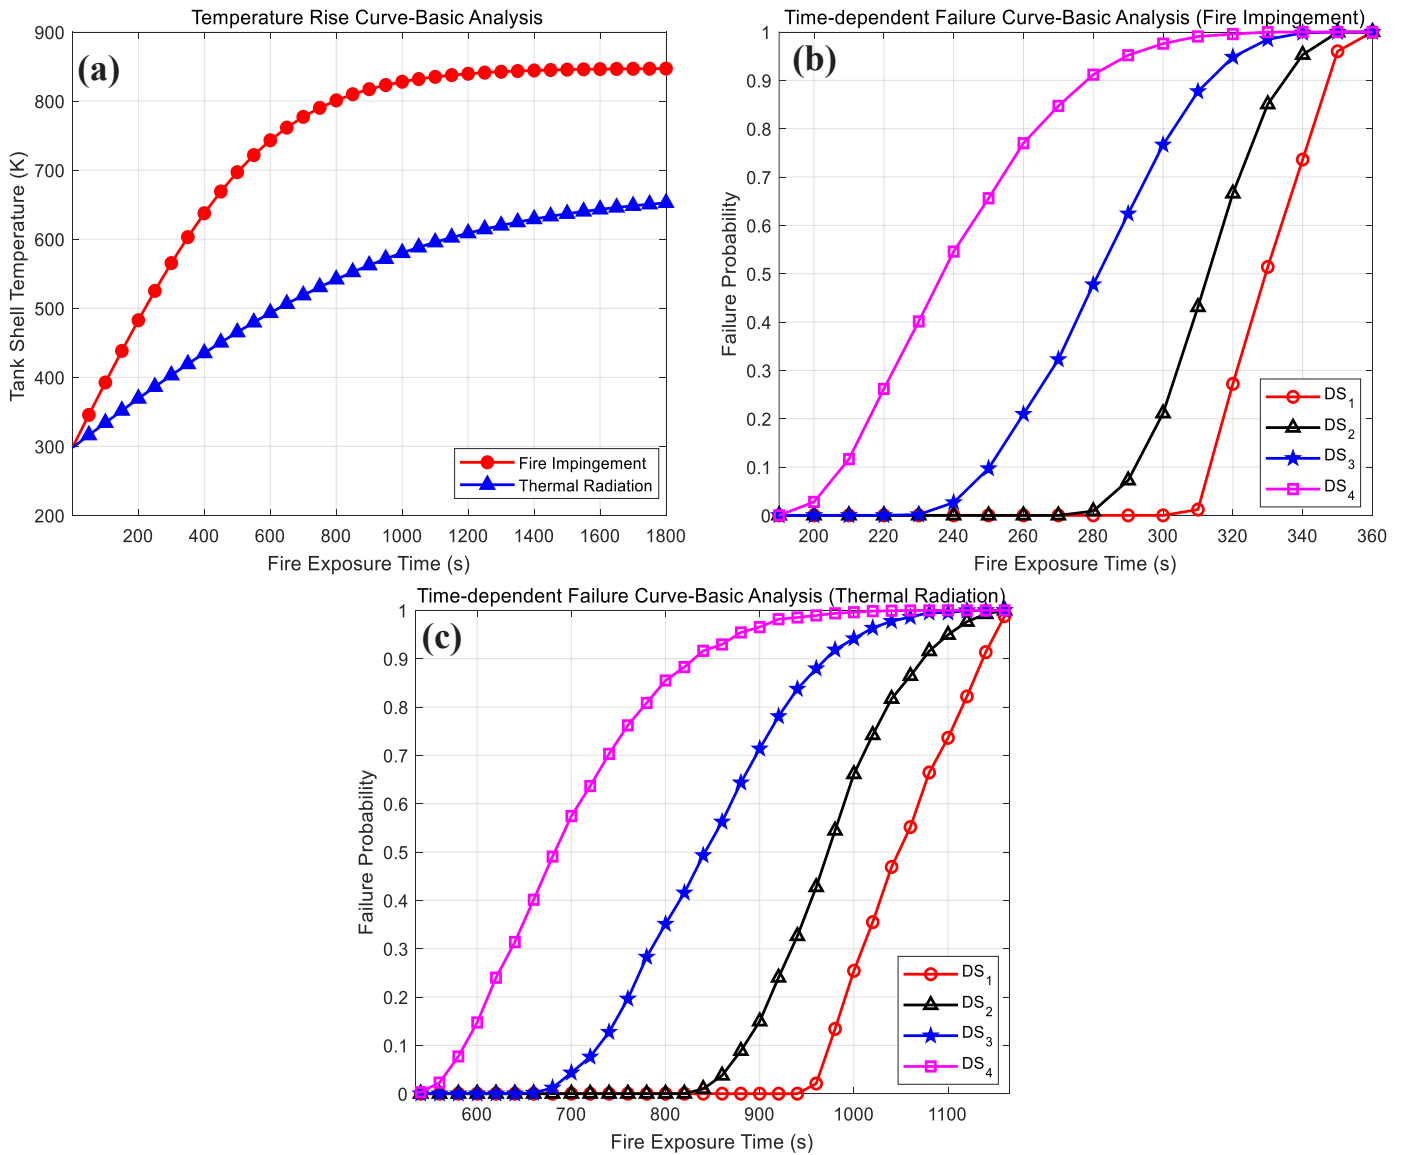 Temperature Rise Curve-Basic Analysis
(a)
900
800
700
600
500
400
300
200
Tank Shell Temperature (K)
200 400 600 800 1000 1200 1400 1600 1800
Fire Exposure Time (s)
Fire Impingement
Thermal Radiation
Time-dependent Failure Curve-Basic Analysis (Fire Impingement)
(b)
1
0.9
0.8
0.7
0.6
0.5
0.4
0.3
0.2
0.1
0
Failure Probability
200 220 240 260 280 300 320 340 360
Fire Exposure Time (s)
DS1
DS2
DS3
DS4
Time-dependent Failure Curve-Basic Analysis (Thermal Radiation)
(c)
1
0.9
0.8
0.7
0.6
0.5
0.4
0.3
0.2
0.1
0
Failure Probability
600 700 800 900 1000 1100
Fire Exposure Time (s)
DS1
DS2
DS3
DS4